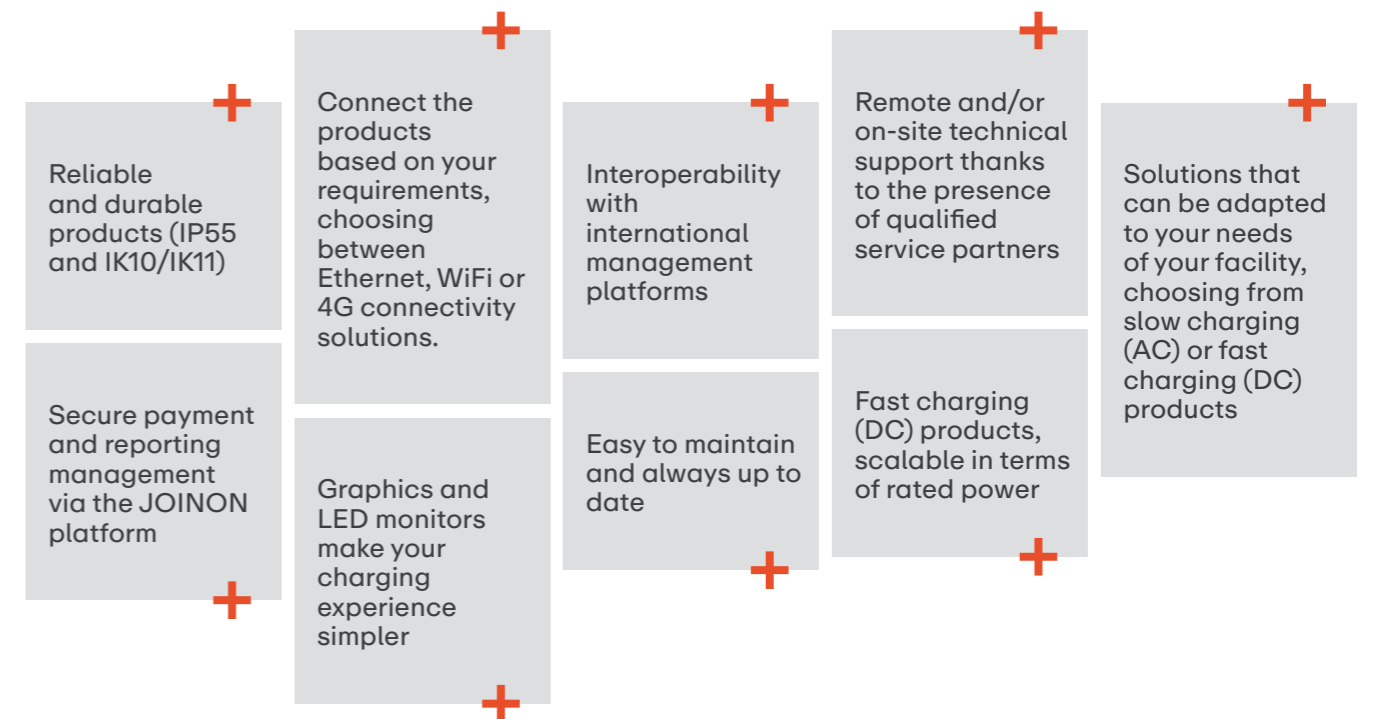 Reliable
and durable
products (IP55
and IK10/IK11)
Secure payment
and reporting
management
via the JOINON
platform
Connect the
products
based on your
requirements,
choosing
between
Ethernet, WiFi or
4G connectivity
solutions.
Graphics and
LED monitors
make your
charging
experience
simpler
Interoperability
with
international
management
platforms
Easy to maintain
and always up to
date
Remote and/or
on-site technical
support thanks
to the presence
of qualified
service partners
Fast charging
(DC) products,
scalable in terms
of rated power
Solutions that
can be adapted
to your needs
of your facility,
choosing from
slow charging
(AC) or fast
charging (DC)
products